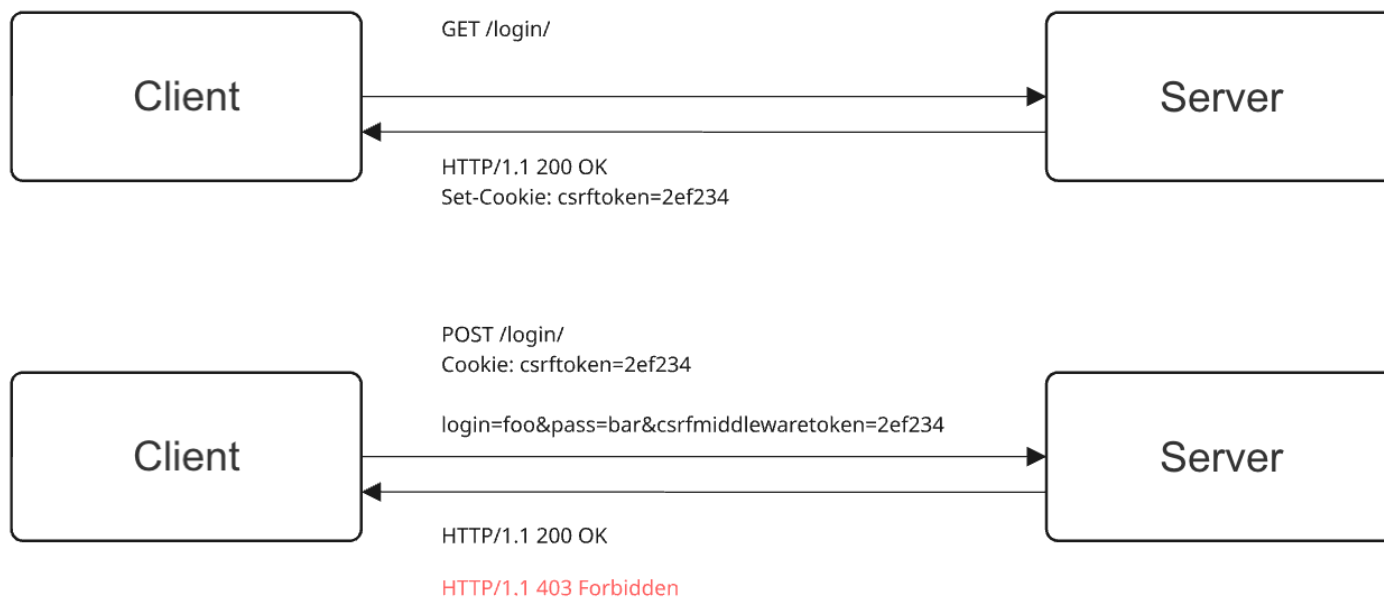 GET /login/
Client
Server
HTTP/1.1 200 OK
Set-Cookie: csrftoken=2ef234
POST /login/
Cookie: csrftoken=2ef234
login=foo&pass=bar&csrfmiddlewaretoken=2ef234
Client
Server
HTTP/1.1 200 OK
HTTP/1.1 403 Forbidden